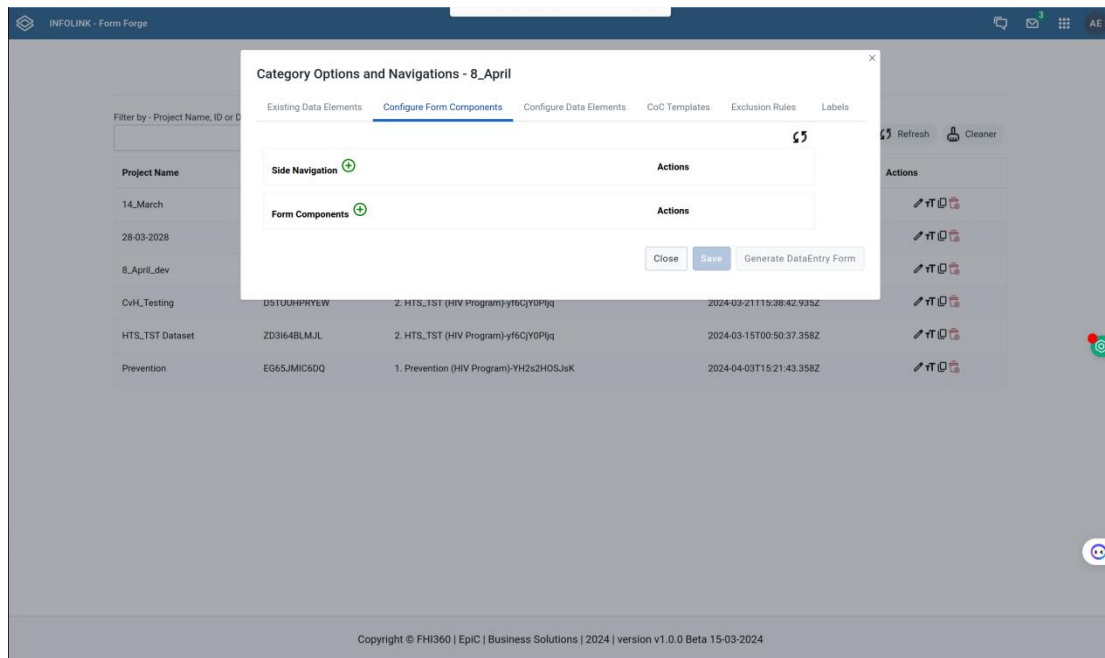 INFOLINK - Form Forge
3
AE
Category Options and Navigations - 8_April
×
Existing Data Elements Configure Form Components Configure Data Elements CoC Templates Exclusion Rules Labels
Filter by - Project Name, ID or D
Refresh Cleaner
Side Navigation Actions
Form Components Actions
Close Save Generate DataEntry Form
Project Name Actions
14_March
28-03-2028
8_April_dev
CvH_Testing D5TUUHPRYEW 2. HTS_TST (HIV Program)-yf6CjY0Pljq 2024-03-21T15:38:42.935Z
HTS_TST Dataset ZD3I64BLMJL 2. HTS_TST (HIV Program)-yf6CjY0Pljq 2024-03-15T00:50:37.358Z
Prevention EG65JMIC6DQ 1. Prevention (HIV Program)-YH2s2HOSJsK 2024-04-03T15:21:43.358Z
Copyright © FHI360 | EpiC | Business Solutions | 2024 | version v1.0.0 Beta 15-03-2024